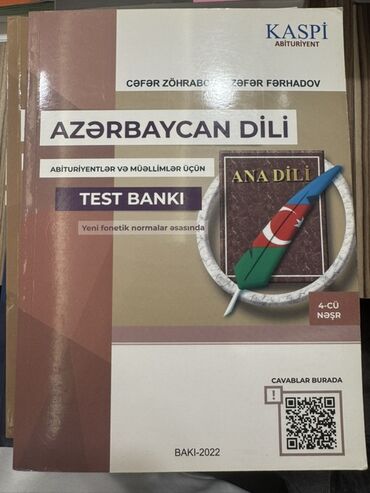 KASPİ
ABİTURİYENT
CƏFƏR ZÖHRABOV ZƏFƏR FƏRHADOV
AZƏRBAYCAN DİLİ
ABİTURİYENTLƏR VƏ MÜƏLLİMLƏR ÜÇÜN
ANA DİLİ
TEST BANKI
Yeni fonetik normalar əsasında
4-CÜ
NƏŞR
CAVABLAR BURADA
!
BAKI-2022